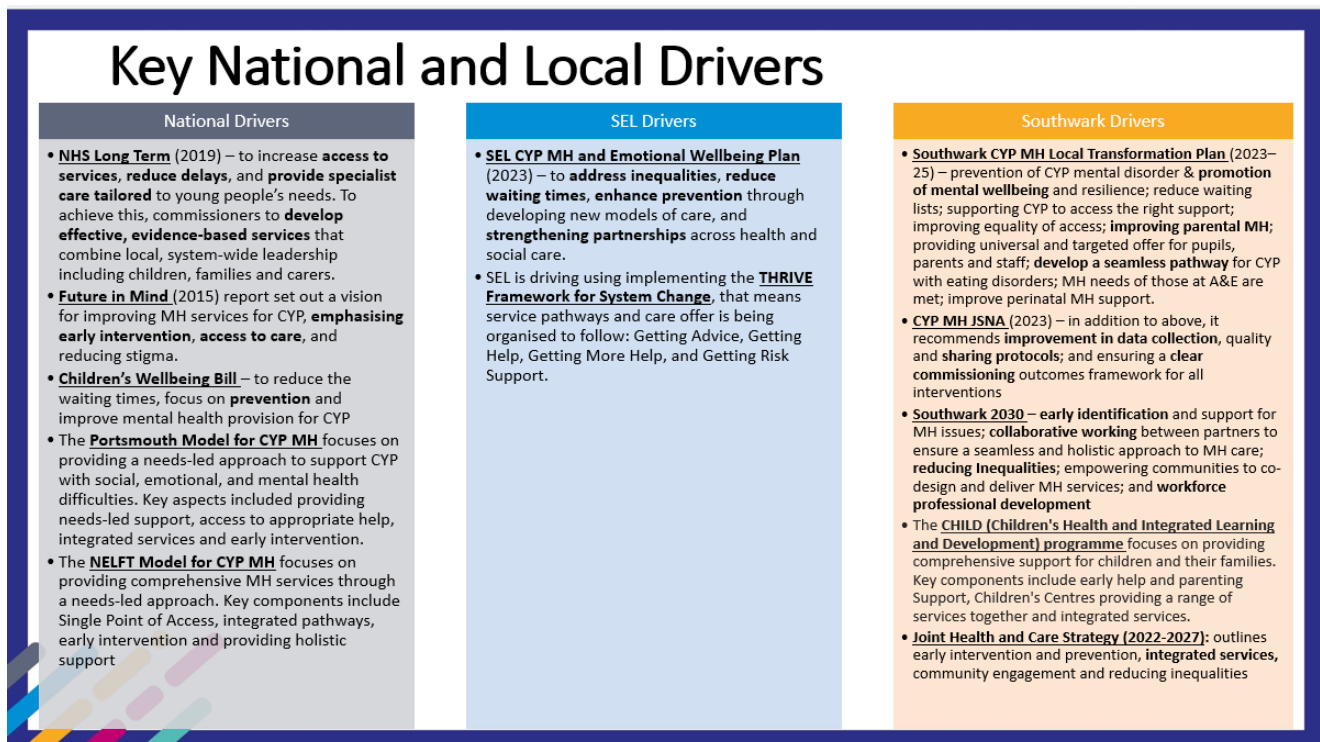 Key National and Local Drivers
National Drivers
• NHS Long Term (2019) – to increase access to
services, reduce delays, and provide specialist
care tailored to young people's needs. To
achieve this, commissioners to develop
effective, evidence-based services that
combine local, system-wide leadership
including children, families and carers.
• Future in Mind (2015) report set out a vision
for improving MH services for CYP, emphasising
early intervention, access to care, and
reducing stigma.
• Children's Wellbeing Bill – to reduce the
waiting times, focus on prevention and
improve mental health provision for CYP
• The Portsmouth Model for CYP MH focuses on
providing a needs-led approach to support CYP
with social, emotional, and mental health
difficulties. Key aspects included providing
needs-led support, access to appropriate help,
integrated services and early intervention.
• The NELFT Model for CYP MH focuses on
providing comprehensive MH services through
a needs-led approach. Key components include
Single Point of Access, integrated pathways,
early intervention and providing holistic
support
SEL Drivers
• SEL CYP MH and Emotional Wellbeing Plan
(2023) – to address inequalities, reduce
waiting times, enhance prevention through
developing new models of care, and
strengthening partnerships across health and
social care.
• SEL is driving using implementing the THRIVE
Framework for System Change, that means
service pathways and care offer is being
organised to follow: Getting Advice, Getting
Help, Getting More Help, and Getting Risk
Support.
Southwark Drivers
• Southwark CYP MH Local Transformation Plan (2023–
25) – prevention of CYP mental disorder & promotion
of mental wellbeing and resilience; reduce waiting
lists; supporting CYP to access the right support;
improving equality of access; improving parental MH;
providing universal and targeted offer for pupils,
parents and staff; develop a seamless pathway for CYP
with eating disorders; MH needs of those at A&E are
met; improve perinatal MH support.
• CYP MH JSNA (2023) – in addition to above, it
recommends improvement in data collection, quality
and sharing protocols; and ensuring a clear
commissioning outcomes framework for all
interventions
• Southwark 2030 – early identification and support for
MH issues; collaborative working between partners to
ensure a seamless and holistic approach to MH care;
reducing Inequalities; empowering communities to co-
design and deliver MH services; and workforce
professional development
• The CHILD (Children's Health and Integrated Learning
and Development) programme focuses on providing
comprehensive support for children and their families.
Key components include early help and parenting
Support, Children's Centres providing a range of
services together and integrated services.
• Joint Health and Care Strategy (2022-2027): outlines
early intervention and prevention, integrated services,
community engagement and reducing inequalities